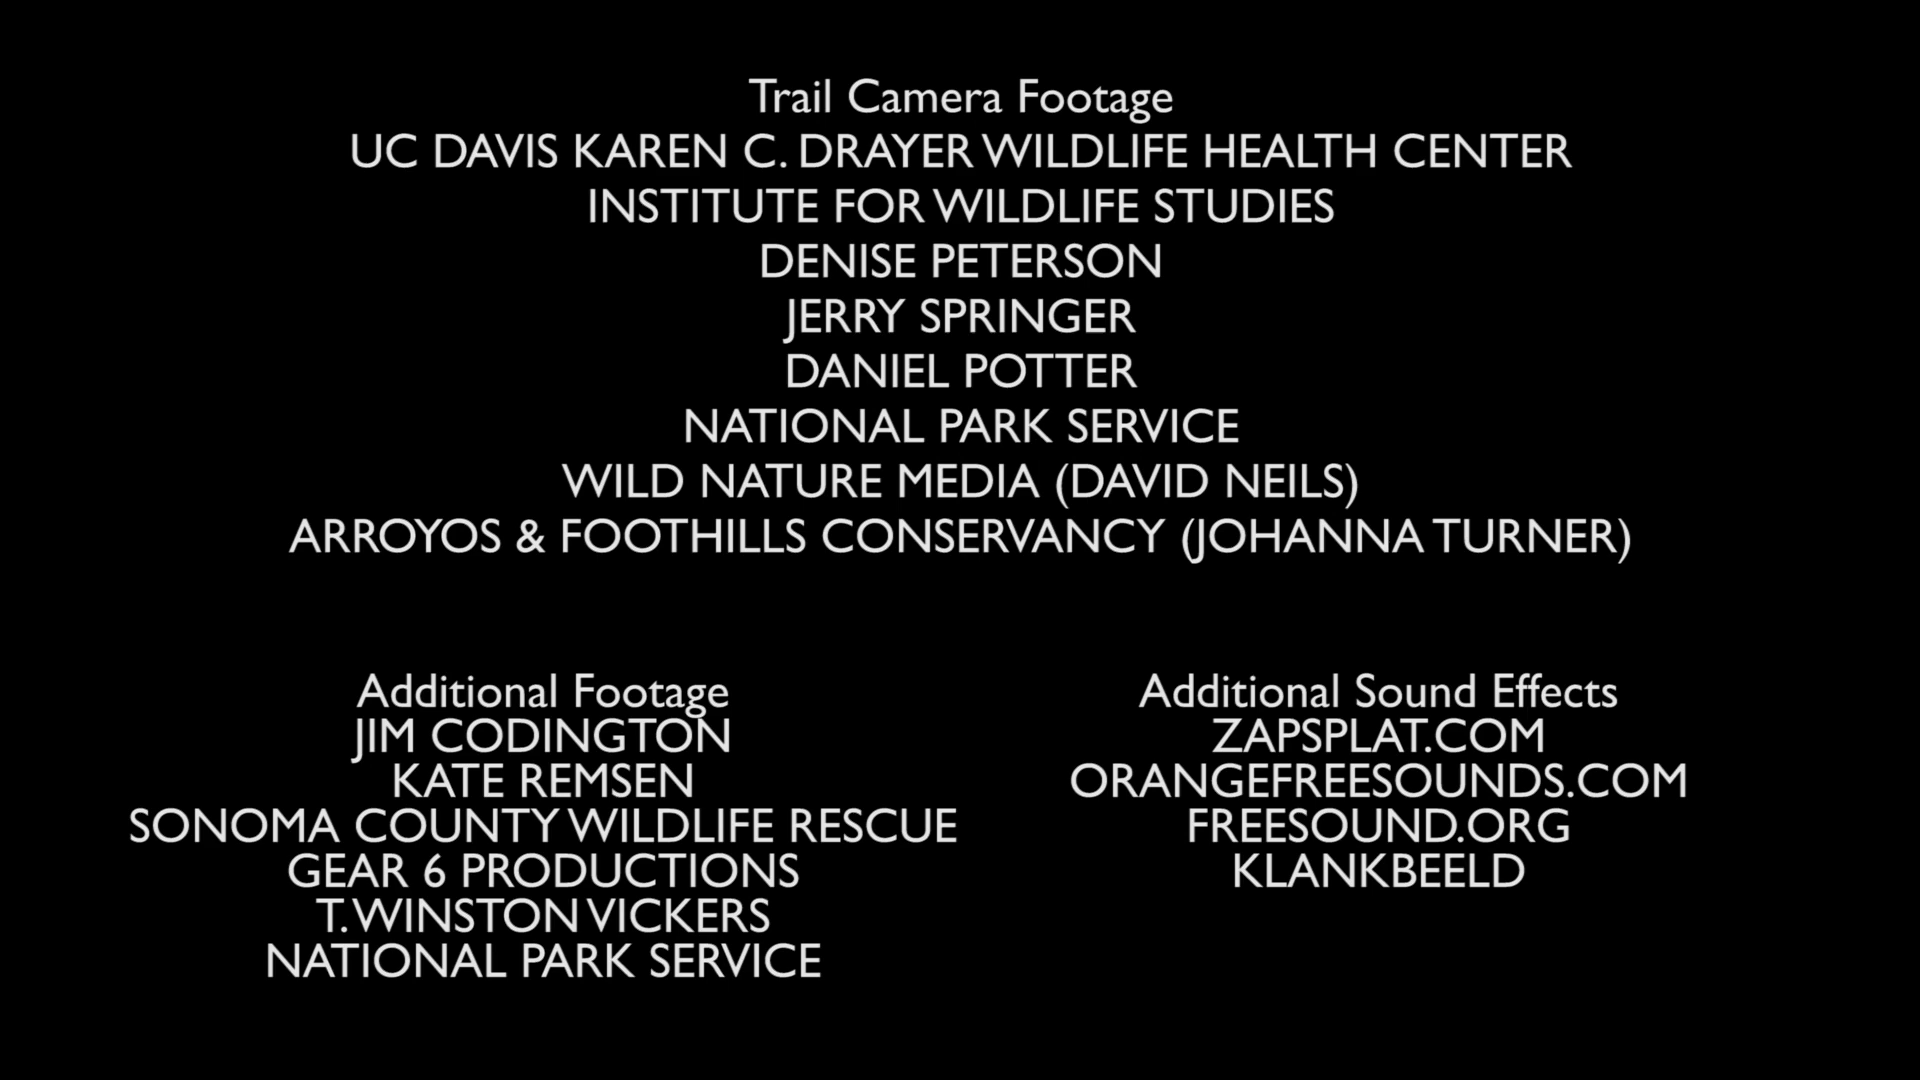 Trail Camera Footage
UC DAVIS KAREN C. DRAYER WILDLIFE HEALTH CENTER
INSTITUTE FOR WILDLIFE STUDIES
DENISE PETERSON
JERRY SPRINGER
DANIEL POTTER
NATIONAL PARK SERVICE
WILD NATURE MEDIA (DAVID NEILS)
ARROYOS & FOOTHILLS CONSERVANCY (JOHANNA TURNER)
Additional Footage
JIM CODINGTON
KATE REMSEN
SONOMA COUNTY WILDLIFE RESCUE
GEAR 6 PRODUCTIONS
T. WINSTON VICKERS
NATIONAL PARK SERVICE
Additional Sound Effects
ZAPSPLAT.COM
ORANGEFREESOUNDS.COM
FREESOUND.ORG
KLANKBEELD